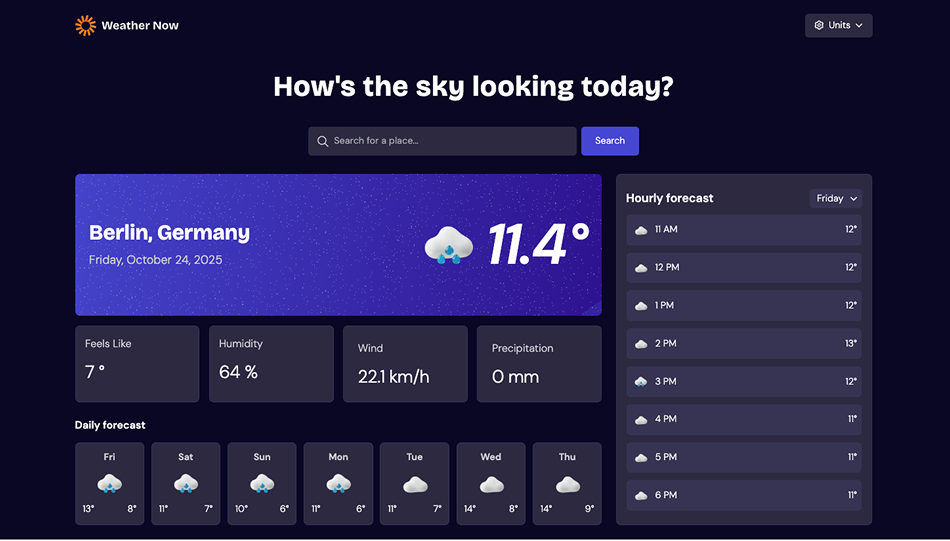 Weather Now
Units
How's the sky looking today?
Search for a place...
Search
Berlin, Germany
Friday, October 24, 2025
11.4°
Feels Like
7 °
Humidity
64 %
Wind
22.1 km/h
Precipitation
0 mm
Daily forecast
Fri
13° 8°
Sat
11° 7°
Sun
10° 6°
Mon
11° 6°
Tue
11° 7°
Wed
14° 8°
Thu
14° 9°
Hourly forecast
Friday
11 AM 12°
12 PM 12°
1 PM 12°
2 PM 13°
3 PM 12°
4 PM 11°
5 PM 11°
6 PM 11°